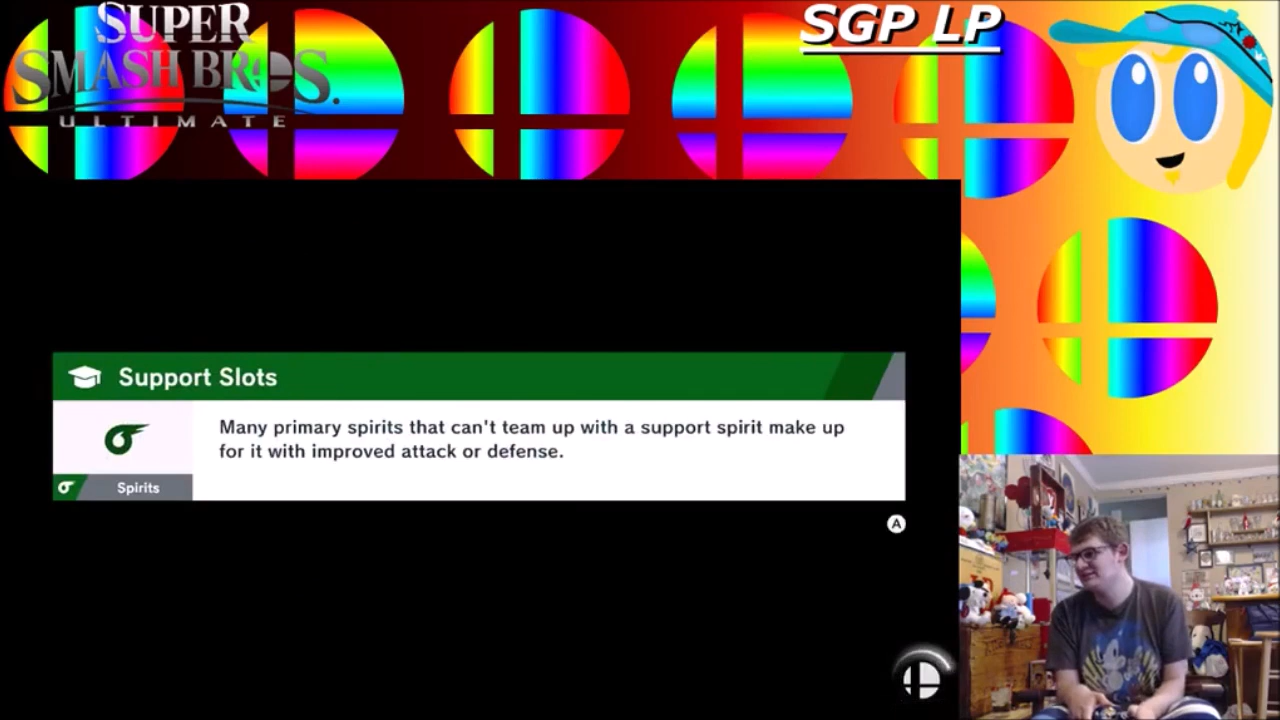 SUPER
SMASH BROS.
ULTIMATE
SGP LP
Support Slots
Many primary spirits that can't team up with a support spirit make up
for it with improved attack or defense.
Spirits
A